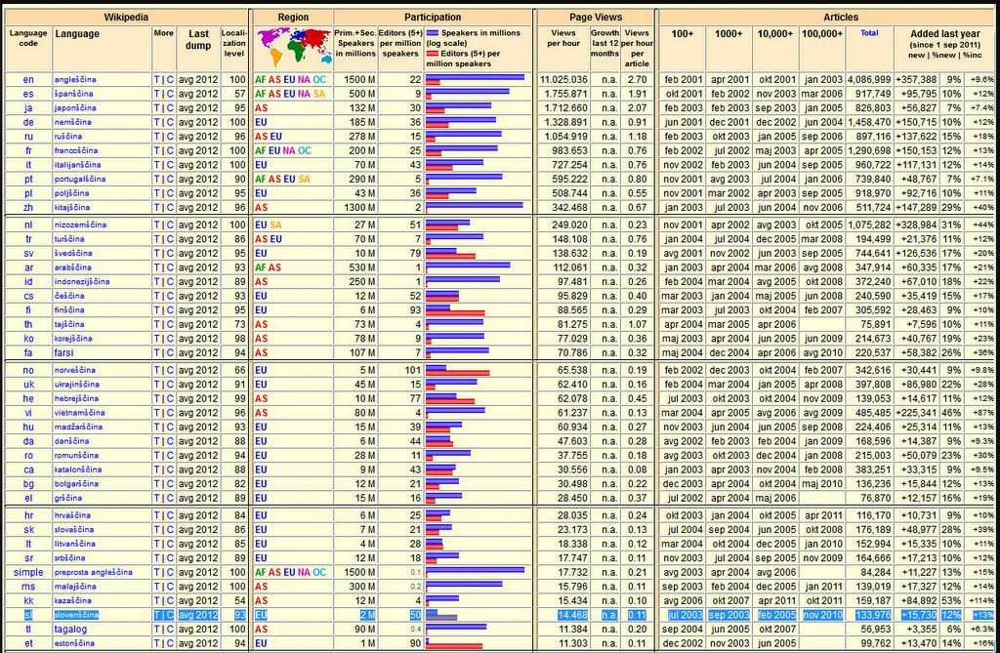 Wikipedia Region Participation Page Views Articles
Language code Language More Last dump Locali-zation level Prim.+Sec. Speakers in millions Editors (5+) per million speakers Speakers in millions (log scale) Editors (5+) per million speakers Views per hour Growth last 12 months Views per hour per article 100+ 1000+ 10,000+ 100,000+ Total Added last year (since 1 sep 2011) new | %new | %inc
en angleščina T | C avg 2012 100 AF AS EU NA OC 1500 M 22 11.025.036 n.a. 2.70 feb 2001 apr 2001 okt 2001 jan 2003 4,086,999 +357,388 9% +9.6%
es španščina T | C avg 2012 57 AF AS EU NA SA 500 M 9 1.755.871 n.a. 1.91 okt 2001 feb 2002 nov 2003 mar 2006 917,749 +95,795 10% +12%
ja japonščina T | C avg 2012 95 AS 132 M 30 1.712.660 n.a. 2.07 feb 2003 feb 2003 sep 2003 jan 2005 826,803 +56,827 7% +7.4%
de nemščina T | C avg 2012 100 EU 185 M 36 1.328.891 n.a. 0.91 jun 2001 dec 2001 dec 2002 jun 2004 1,458,470 +150,715 10% +12%
ru ruščina T | C avg 2012 96 AS EU 278 M 15 1.054.919 n.a. 1.18 feb 2003 okt 2003 jan 2005 sep 2006 897,116 +137,622 15% +18%
fr francoščina T | C avg 2012 100 AF EU NA OC 200 M 25 983.653 n.a. 0.76 feb 2002 jul 2002 maj 2003 apr 2005 1,290,698 +150,153 12% +13%
it italijanščina T | C avg 2012 100 EU 70 M 43 727.254 n.a. 0.76 nov 2002 feb 2003 jun 2004 sep 2005 960,722 +117,131 12% +14%
pt portugalščina T | C avg 2012 90 AF AS EU SA 290 M 5 595.222 n.a. 0.80 nov 2001 avg 2003 jul 2004 jan 2006 739,840 +48,767 7% +7.1%
pl poljščina T | C avg 2012 95 EU 43 M 36 508.744 n.a. 0.55 nov 2001 mar 2002 avg 2003 sep 2005 918,970 +92,716 10% +11%
zh kitajščina T | C avg 2012 96 AS 1300 M 2 342.468 n.a. 0.67 jan 2003 jul 2003 jun 2004 nov 2006 511,724 +147,289 29% +40%
nl nizozemščina T | C avg 2012 100 EU SA 27 M 51 249.020 n.a. 0.23 nov 2001 avg 2002 okt 2003 jun 2004 1,075,282 +328,984 31% +44%
tr turščina T | C avg 2012 86 AS EU 70 M 7 148.108 n.a. 0.76 jan 2004 jul 2004 dec 2005 mar 2008 194,499 +21,376 11% +12%
sv švedščina T | C avg 2012 95 EU 10 M 79 138.632 n.a. 0.19 avg 2001 nov 2002 jun 2003 sep 2005 744,641 +126,536 17% +20%
ar arabščina T | C avg 2012 93 AF AS 530 M 1 112.061 n.a. 0.32 jan 2003 apr 2004 mar 2006 avg 2008 347,914 +60,335 17% +21%
id indonezijščina T | C avg 2012 89 AS 250 M 1 97.481 n.a. 0.26 feb 2004 apr 2004 avg 2005 okt 2008 372,240 +67,010 18% +22%
cs češčina T | C avg 2012 93 EU 12 M 52 95.829 n.a. 0.40 mar 2003 jan 2004 maj 2005 jun 2008 240,590 +35,419 15% +17%
fi finščina T | C avg 2012 95 EU 6 M 93 88.565 n.a. 0.29 mar 2003 jul 2003 okt 2004 feb 2007 305,592 +28,463 9% +10%
th tajščina T | C avg 2012 73 AS 73 M 4 81.275 n.a. 1.07 apr 2004 mar 2005 apr 2006 75,891 +7,596 10% +11%
ko korejščina T | C avg 2012 98 AS 78 M 9 77.029 n.a. 0.36 maj 2003 apr 2004 jun 2005 jun 2009 214,673 +40,767 19% +23%
fa farsi T | C avg 2012 94 AS 107 M 7 70.786 n.a. 0.32 maj 2004 dec 2004 apr 2006 avg 2010 220,537 +58,382 26% +36%
no norveščina T | C avg 2012 66 EU 5 M 101 65.538 n.a. 0.19 feb 2002 dec 2003 okt 2004 feb 2007 342,616 +30,441 9% +9.8%
uk ukrajinščina T | C avg 2012 91 EU 45 M 15 62.410 n.a. 0.16 feb 2004 mar 2004 jan 2005 mar 2008 397,808 +86,980 22% +28%
he hebrejščina T | C avg 2012 99 AS 10 M 77 62.078 n.a. 0.45 jul 2003 okt 2003 okt 2004 nov 2009 139,053 +14,617 11% +12%
vi vietnamščina T | C avg 2012 96 AS 80 M 4 61.237 n.a. 0.13 mar 2004 apr 2005 avg 2006 avg 2009 485,485 +225,341 46% +87%
hu madžarščina T | C avg 2012 93 EU 15 M 39 60.934 n.a. 0.27 nov 2003 jun 2004 jun 2005 sep 2008 224,406 +25,314 11% +13%
da danščina T | C avg 2012 88 EU 6 M 44 47.603 n.a. 0.28 avg 2002 feb 2003 nov 2003 jan 2009 168,596 +14,387 9% +9.3%
ro romunščina T | C avg 2012 94 EU 28 M 11 37.755 n.a. 0.18 avg 2003 okt 2003 dec 2004 jan 2008 215,003 +50,079 23% +30%
ca katalonščina T | C avg 2012 88 EU 9 M 43 30.556 n.a. 0.08 jan 2003 apr 2003 nov 2004 feb 2008 383,251 +33,315 9% +9.5%
bg bolgarščina T | C avg 2012 82 EU 12 M 21 30.498 n.a. 0.22 dec 2003 apr 2004 okt 2004 maj 2010 136,236 +15,844 12% +13%
el grščina T | C avg 2012 89 EU 15 M 16 28.450 n.a. 0.37 jul 2002 apr 2004 maj 2006 76,870 +12,157 16% +19%
hr hrvaščina T | C avg 2012 84 EU 6 M 25 28.035 n.a. 0.24 okt 2003 jan 2004 okt 2005 apr 2011 116,170 +10,731 9% +10%
sk slovaščina T | C avg 2012 86 EU 7 M 21 23.173 n.a. 0.13 jul 2004 okt 2004 avg 2005 jun 2009 176,189 +48,977 28% +39%
lt litvanščina T | C avg 2012 85 EU 4 M 28 18.338 n.a. 0.12 mar 2004 okt 2004 dec 2005 jan 2010 152,994 +15,335 10% +11%
sr srbščina T | C avg 2012 89 EU 12 M 18 17.747 n.a. 0.11 okt 2003 feb 2004 sep 2005 nov 2009 164,666 +17,213 10% +12%
simple preprosta angleščina T | C avg 2012 100 AF AS EU NA OC 1500 M 0.1 17.732 n.a. 0.21 okt 2003 apr 2004 avg 2006 84,284 +11,227 13% +15%
ms malajščina T | C avg 2012 100 AS 300 M 0.2 15.796 n.a. 0.11 sep 2003 feb 2004 dec 2005 jan 2011 139,019 +17,327 12% +14%
kk kazaščina T | C avg 2012 54 AS 12 M 4 15.434 n.a. 0.10 avg 2006 okt 2007 apr 2011 okt 2011 159,187 +84,892 53% +114%
sl slovenščina T | C avg 2012 93 EU 2 M 50 14.468 n.a. 0.11 jul 2003 sep 2003 feb 2005 nov 2010 133,976 +15,730 12% +13%
tl tagalog T | C avg 2012 100 AS 90 M 0.4 11.384 n.a. 0.20 sep 2004 jun 2006 okt 2007 56,953 +3,355 6% +6.3%
et estonščina T | C avg 2012 94 EU 1 M 90 11.303 n.a. 0.11 dec 2002 nov 2003 jun 2005 99,762 +13,470 14% +16%